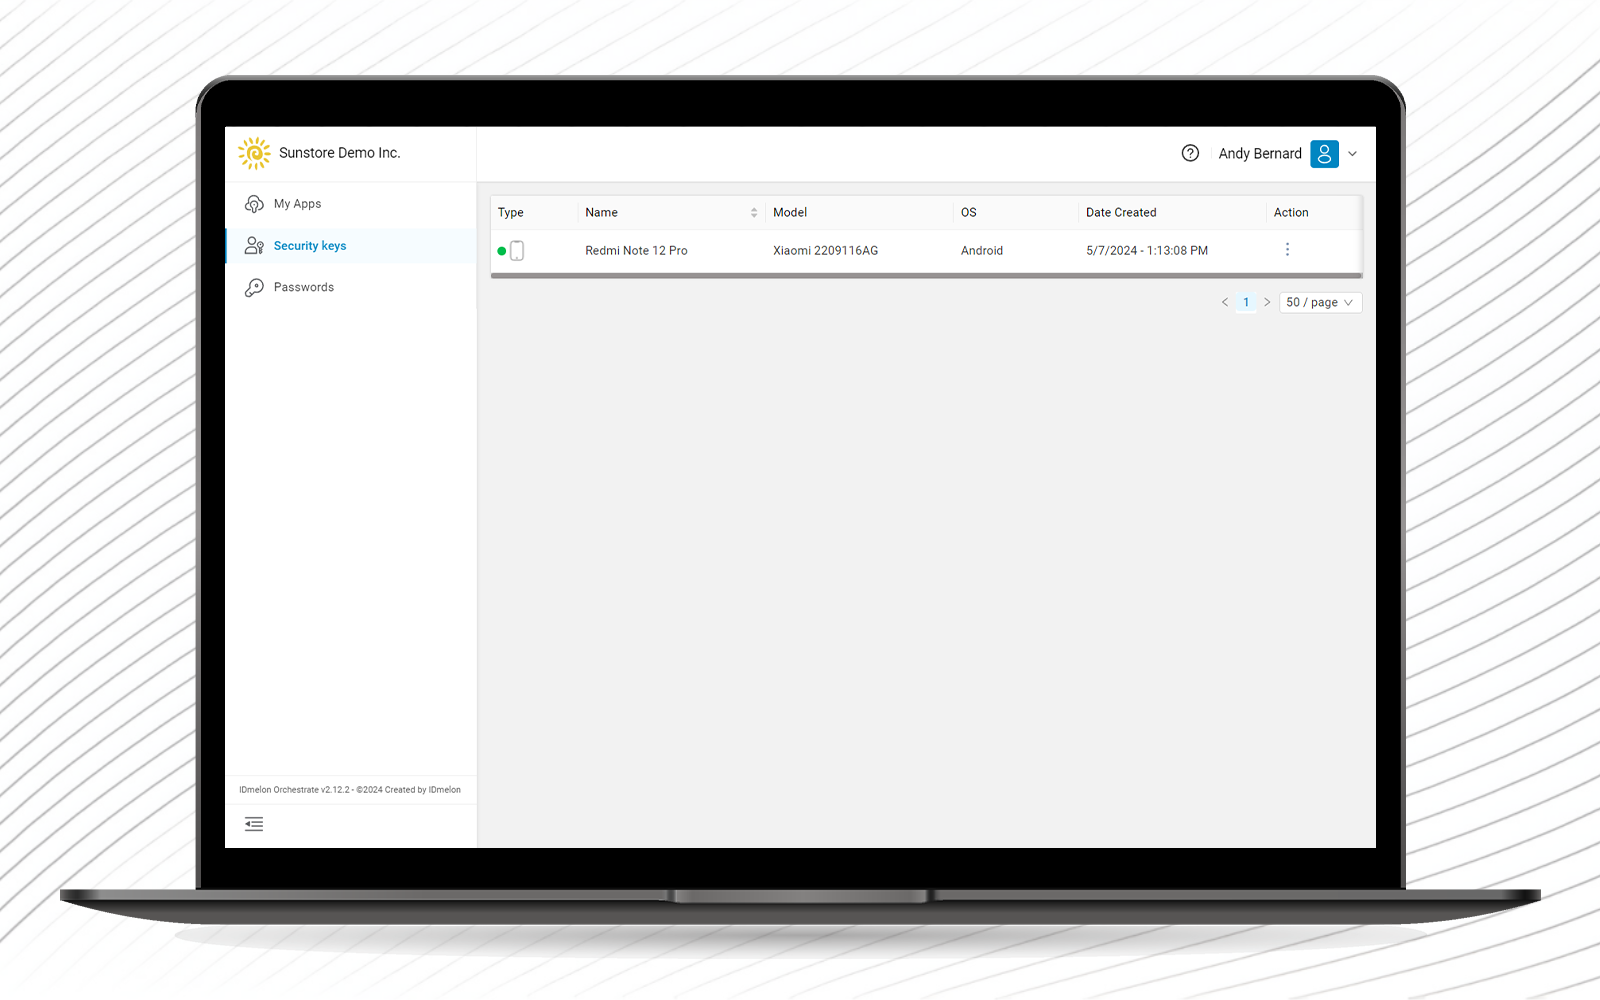 Sunstore Demo Inc.
Andy Bernard
My Apps
Security keys
Passwords
Type Name Model OS Date Created Action
Redmi Note 12 Pro Xiaomi 2209116AG Android 5/7/2024 - 1:13:08 PM
1 50 / page
IDmelon Orchestrate v2.12.2 - ©2024 Created by IDmelon